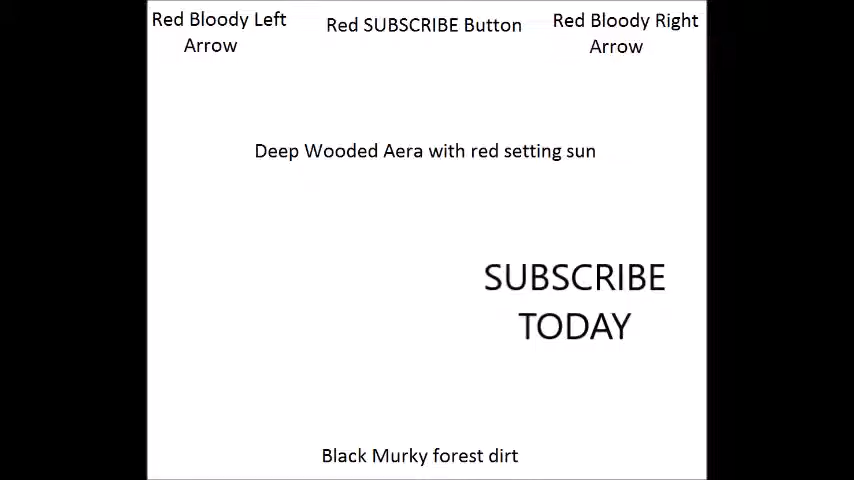 Red Bloody Left
Arrow
Red SUBSCRIBE Button
Red Bloody Right
Arrow
Deep Wooded Aera with red setting sun
SUBSCRIBE
TODAY
Black Murky forest dirt